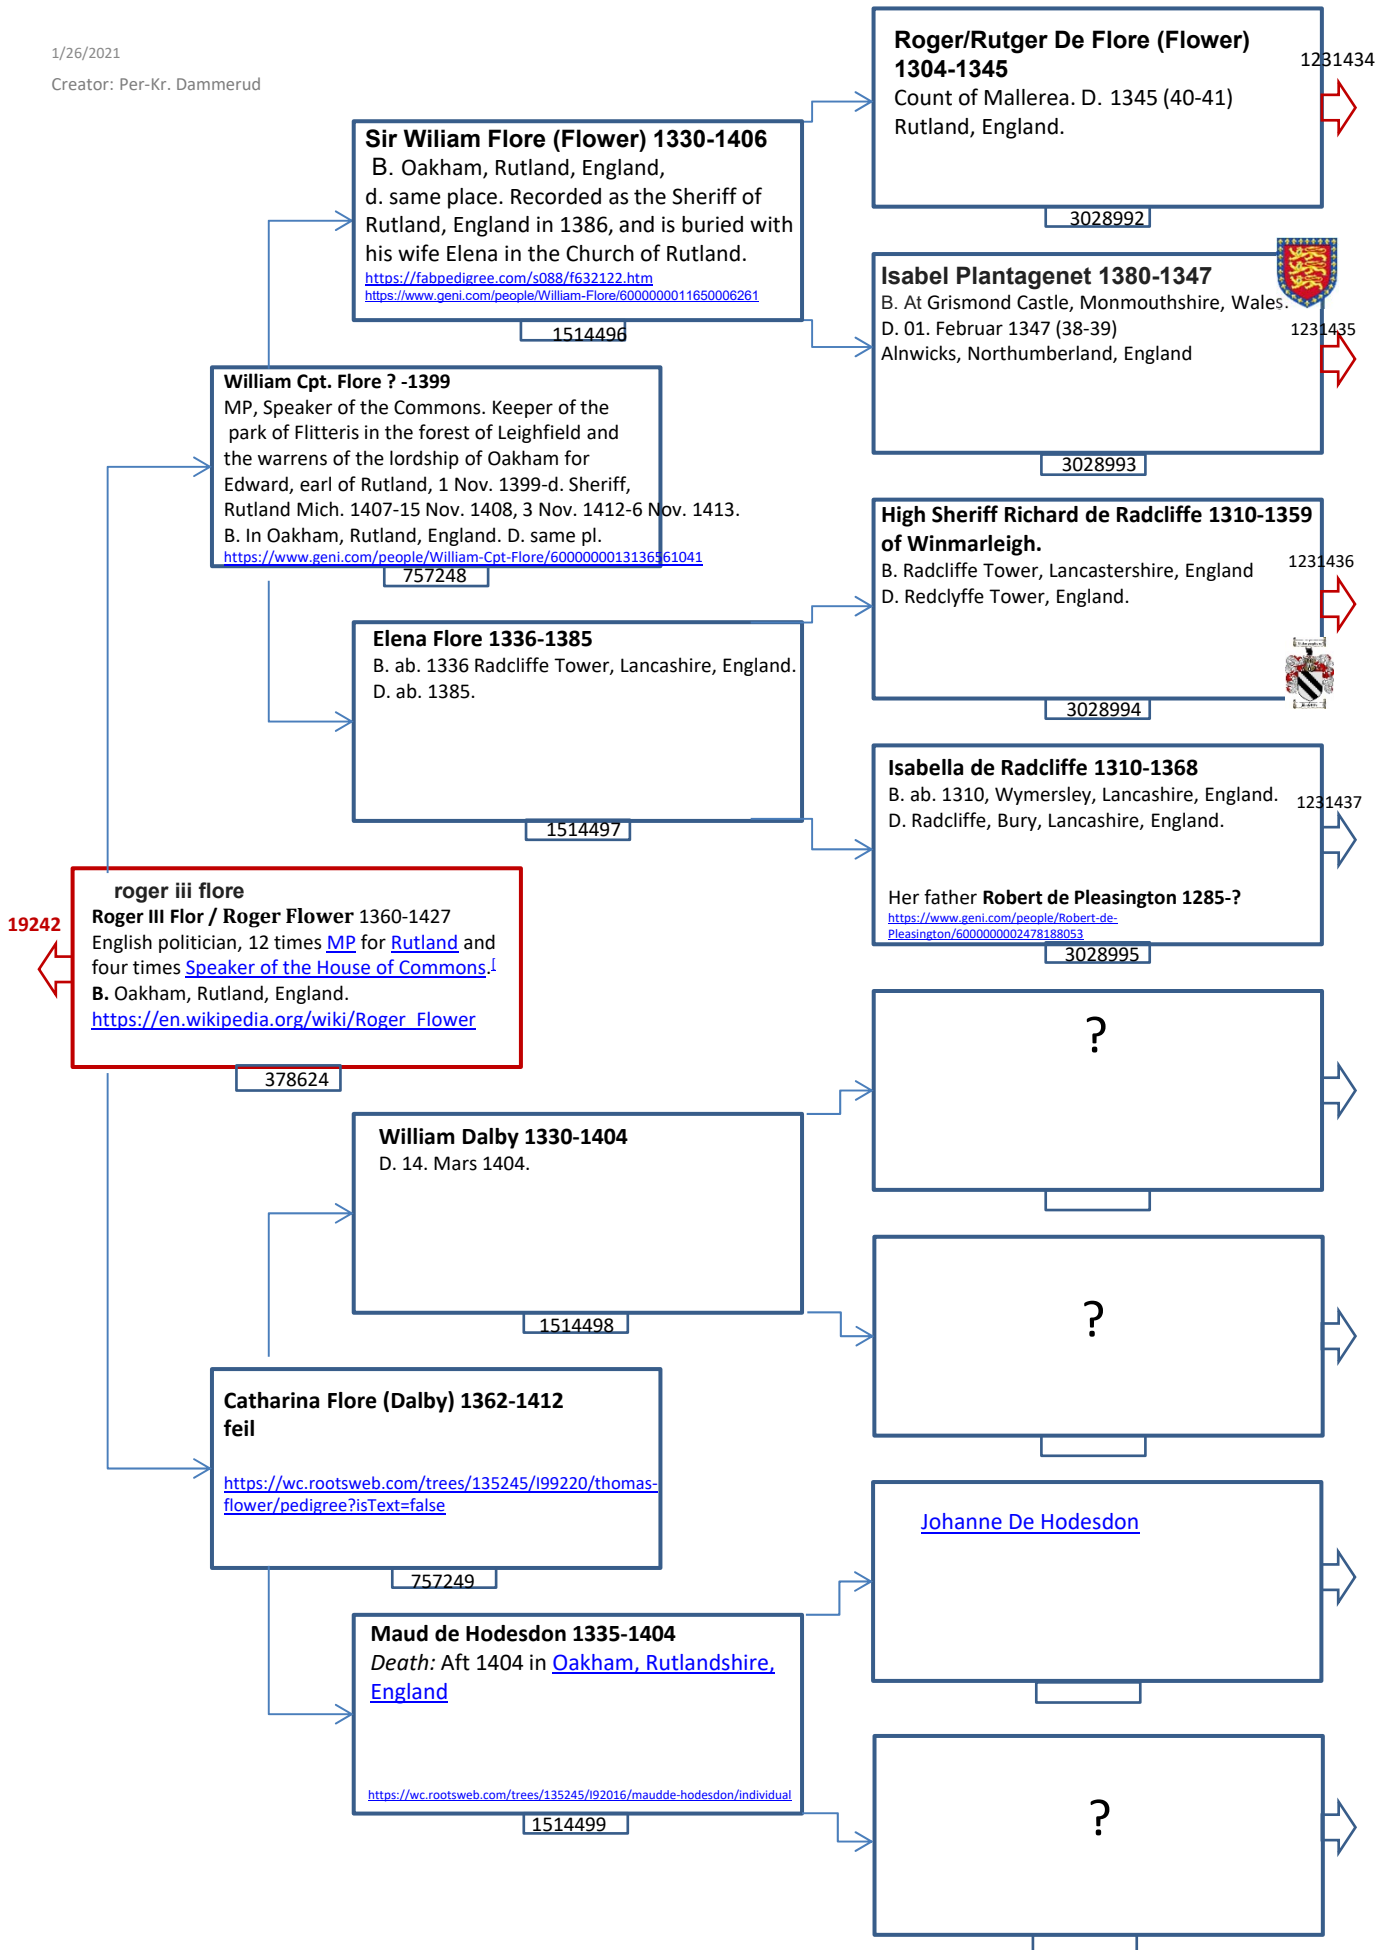 1/26/2021
Creator: Per-Kr. Dammerud
Roger/Rutger De Flore (Flower)
1304-1345
Count of Mallerea. D. 1345 (40-41)
Rutland, England.
1231434
3028992
Sir Wiliam Flore (Flower) 1330-1406
B. Oakham, Rutland, England,
d. same place. Recorded as the Sheriff of
Rutland, England in 1386, and is buried with
his wife Elena in the Church of Rutland.
https://fabpedigree.com/s088/f632122.htm
https://www.geni.com/people/William-Flore/6000000011650006261
1514496
Isabel Plantagenet 1380-1347
B. At Grismond Castle, Monmouthshire, Wales.
D. 01. Februar 1347 (38-39)
Alnwicks, Northumberland, England
1231435
3028993
William Cpt. Flore ? -1399
MP, Speaker of the Commons. Keeper of the
park of Flitteris in the forest of Leighfield and
the warrens of the lordship of Oakham for
Edward, earl of Rutland, 1 Nov. 1399-d. Sheriff,
Rutland Mich. 1407-15 Nov. 1408, 3 Nov. 1412-6 Nov. 1413.
B. In Oakham, Rutland, England. D. same pl.
https://www.geni.com/people/William-Cpt-Flore/6000000013136561041
757248
High Sheriff Richard de Radcliffe 1310-1359
of Winmarleigh.
B. Radcliffe Tower, Lancastershire, England
D. Redclyffe Tower, England.
1231436
3028994
Elena Flore 1336-1385
B. ab. 1336 Radcliffe Tower, Lancashire, England.
D. ab. 1385.
1514497
Isabella de Radcliffe 1310-1368
B. ab. 1310, Wymersley, Lancashire, England.
D. Radcliffe, Bury, Lancashire, England.
Her father Robert de Pleasington 1285-?
https://www.geni.com/people/Robert-de-
Pleasington/6000000002478188053
1231437
3028995
19242
roger iii flore
Roger III Flor / Roger Flower 1360-1427
English politician, 12 times MP for Rutland and
four times Speaker of the House of Commons.[
B. Oakham, Rutland, England.
https://en.wikipedia.org/wiki/Roger_Flower
378624
?
William Dalby 1330-1404
D. 14. Mars 1404.
1514498
?
Catharina Flore (Dalby) 1362-1412
feil
https://wc.rootsweb.com/trees/135245/I99220/thomas-
flower/pedigree?isText=false
757249
Johanne De Hodesdon
Maud de Hodesdon 1335-1404
Death: Aft 1404 in Oakham, Rutlandshire,
England
https://wc.rootsweb.com/trees/135245/I92016/maudde-hodesdon/individual
1514499
?